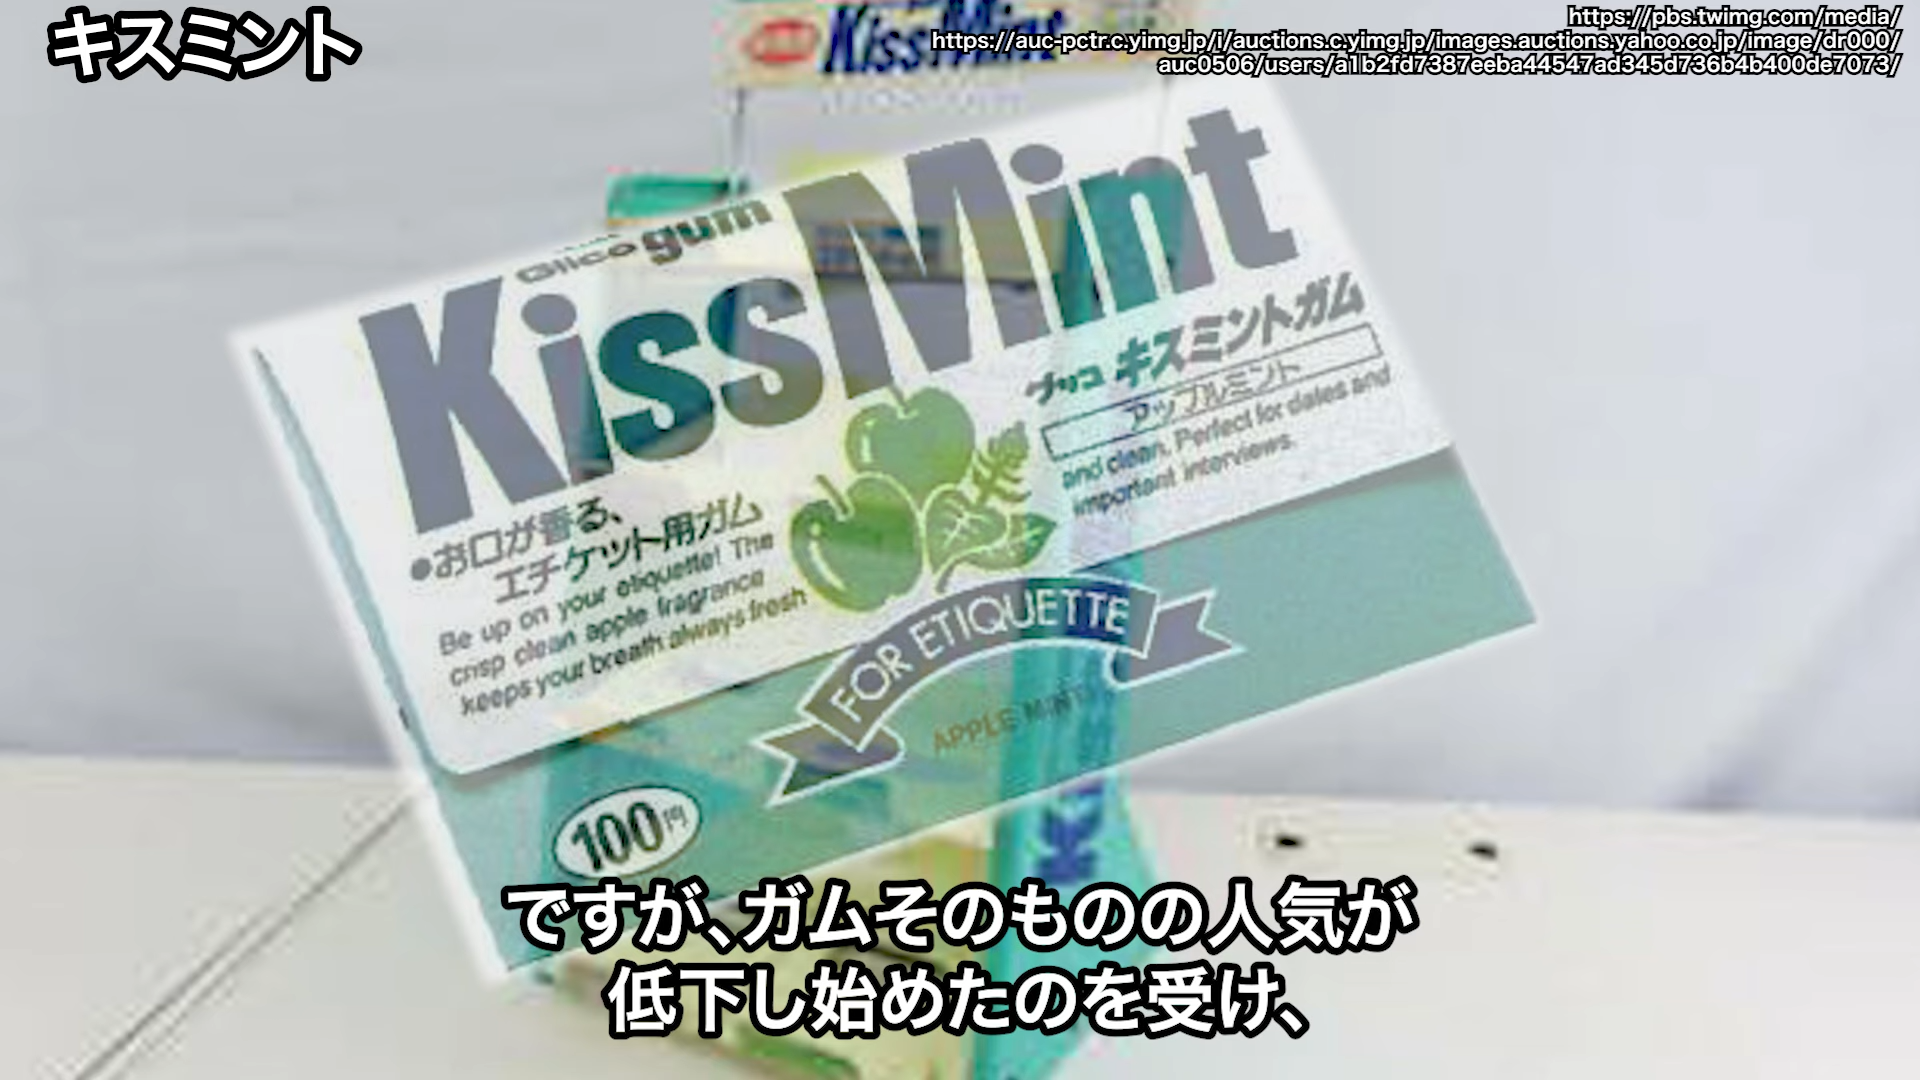 キスミント
https://pbs.twimg.com/media/
https://auc-pctr.c.yimg.jp/i/auctions.c.yimg.jp/images.auctions.yahoo.co.jp/image/dr000/
auc0506/users/a1b2fd7387eeba44547ad345d736b4b400de7073/
KissMint
Glico gum
KissMint
グリコ キスミントガム
アップルミント
and clean. Perfect for dates and
important interviews.
●お口が香る、
エチケット用ガム
Be up on your etiquette! The
crisp clean apple fragrance
keeps your breath always fresh
FOR ETIQUETTE
APPLE MINT
100円
ですが、ガムそのものの人気が
低下し始めたのを受け、